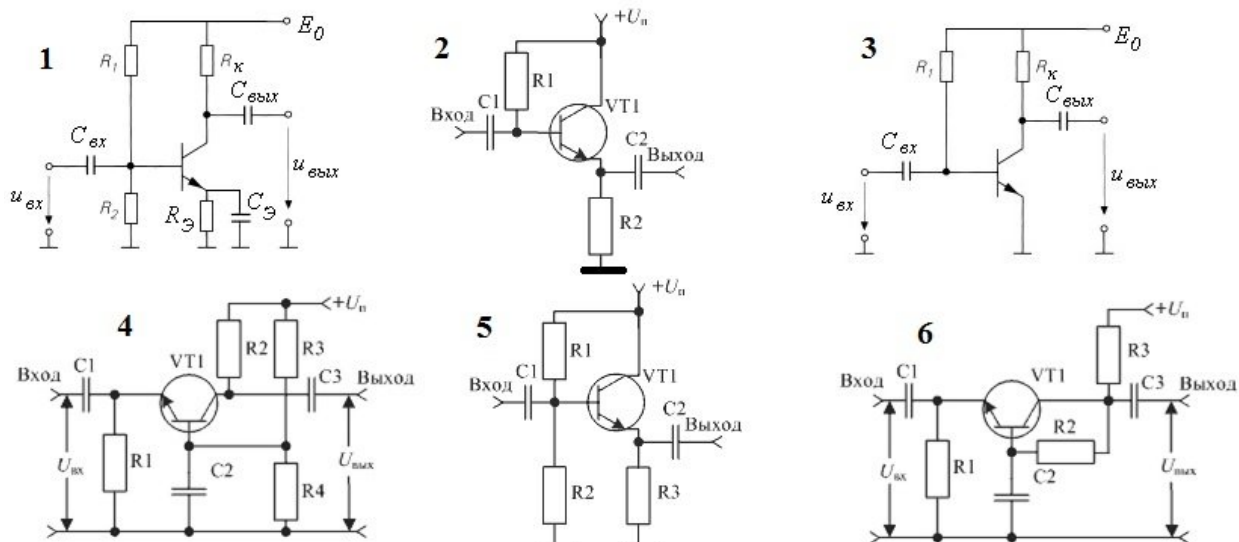 1
E₀
R₁
Rк
Cвых
Cвх
uвх
uвых
R₂
RЭ
CЭ
2
+Uп
R1
C1
VT1
Вход
C2
Выход
R2
3
E₀
R₁
Rк
Cвых
Cвх
uвх
uвых
4
+Uп
R2
R3
VT1
C1
C3
Вход
Выход
Uвх
R1
C2
R4
Uвых
5
+Uп
R1
C1
VT1
Вход
C2
Выход
R2
R3
6
+Uп
R3
C1
VT1
C3
Вход
Выход
R2
Uвх
R1
C2
Uвых